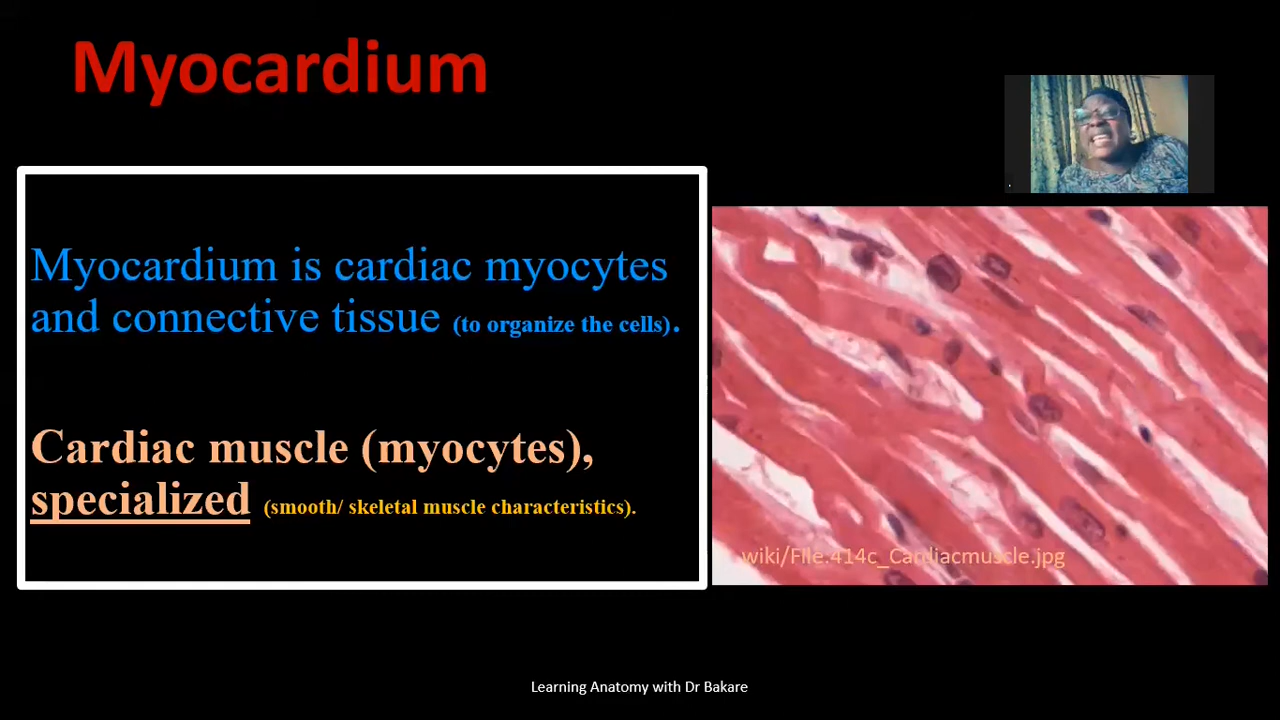 Myocardium
Myocardium is cardiac myocytes
and connective tissue (to organize the cells).
Cardiac muscle (myocytes),
specialized (smooth/ skeletal muscle characteristics).
wiki/File.414c_Cardiacmuscle.jpg
Learning Anatomy with Dr Bakare